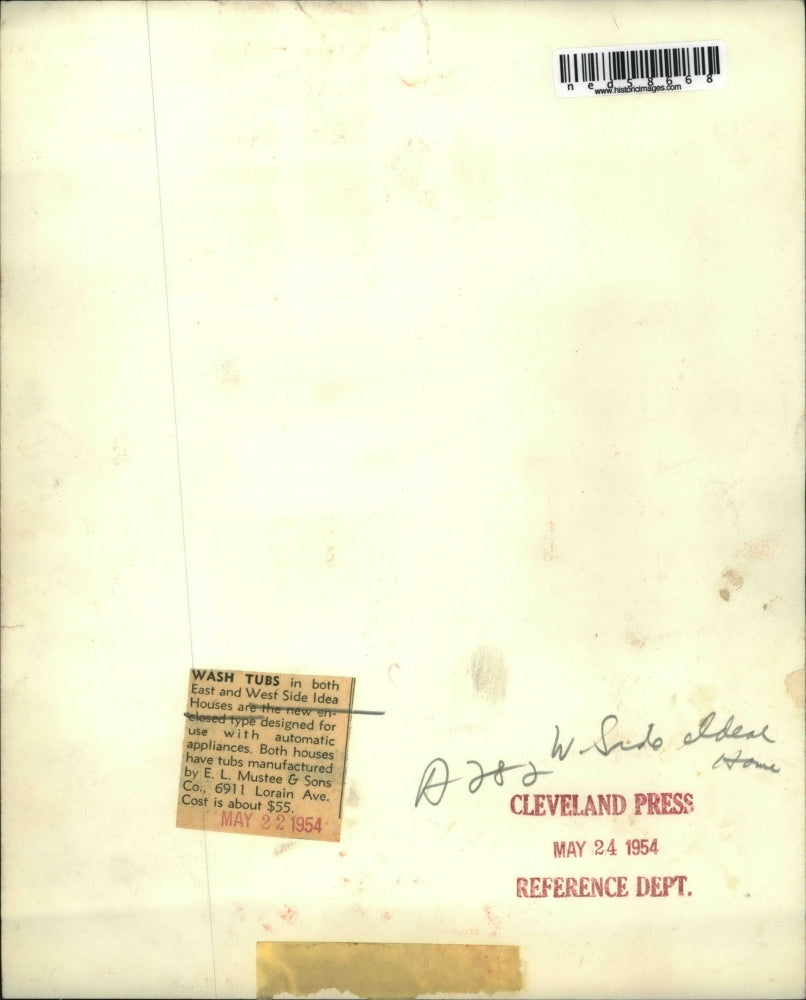 ned58668
www.historicimages.com
WASH TUBS in both
East and West Side Idea
Houses are the new en-
closed type designed for
use with automatic
appliances. Both houses
have tubs manufactured
by E. L. Mustee & Sons
Co., 6911 Lorain Ave.
Cost is about $55.
MAY 22 1954
W. Side Ideal
Home
A 282
CLEVELAND PRESS
MAY 24 1954
REFERENCE DEPT.